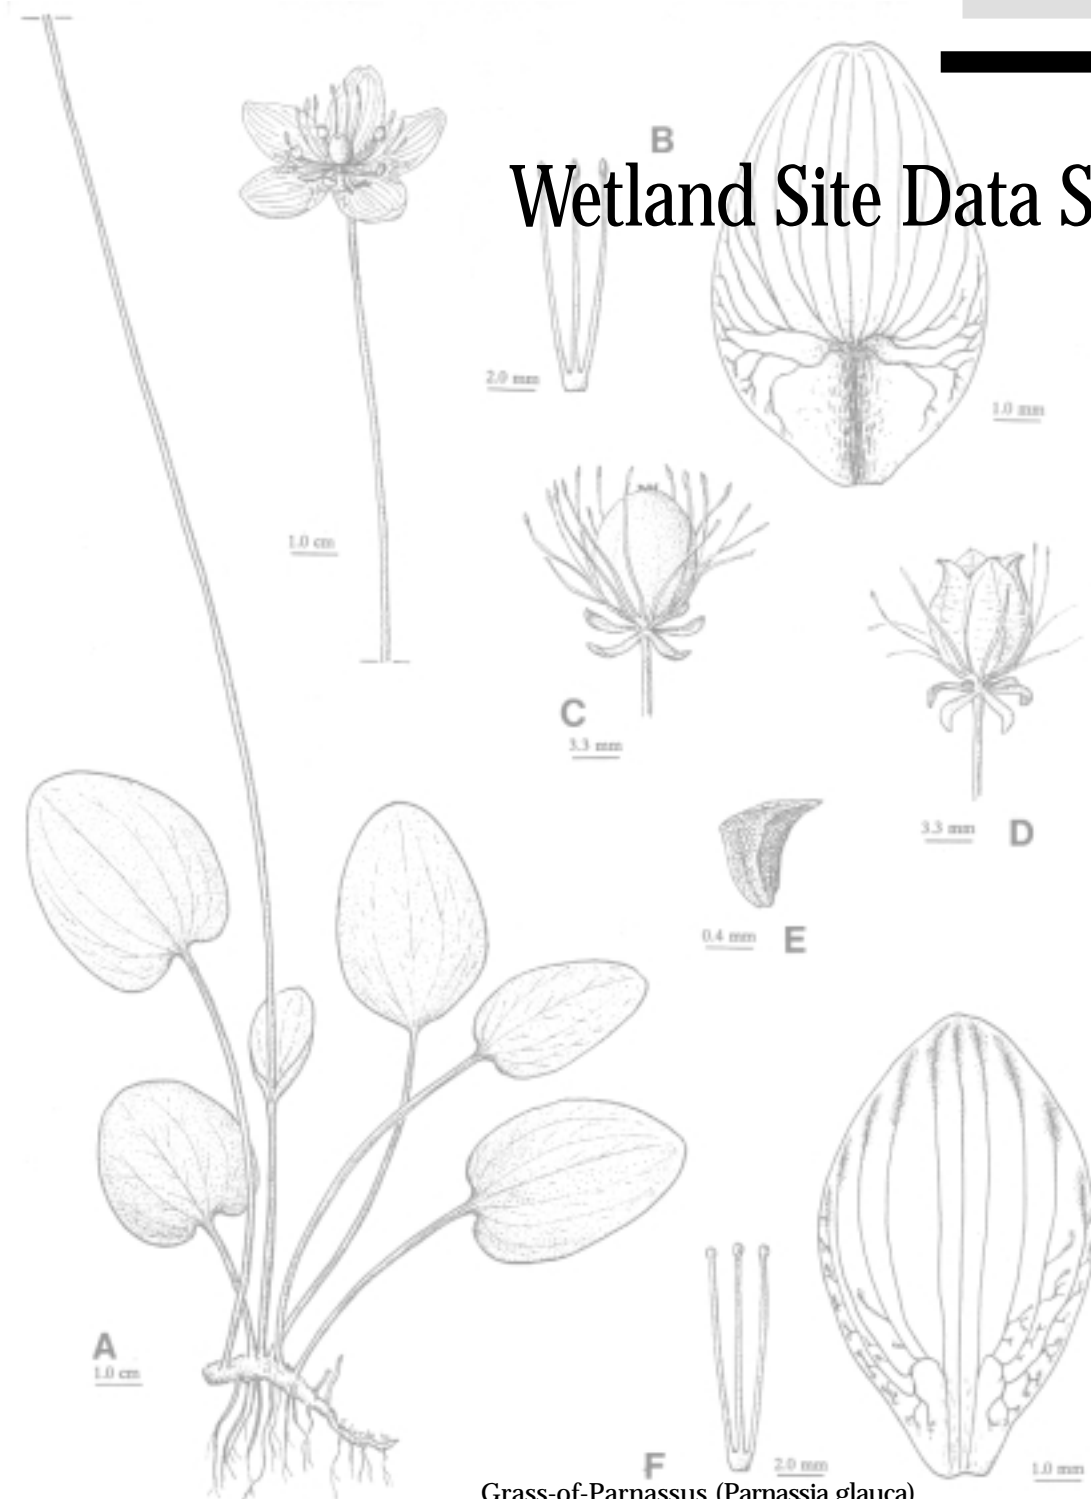 B
Wetland Site Data S
2.0 mm
1.0 mm
1.0 cm
C
3.3 mm
3.3 mm
D
0.4 mm
E
A
1.0 cm
F
2.0 mm
1.0 mm
Grass-of-Parnassus (Parnassia glauca)